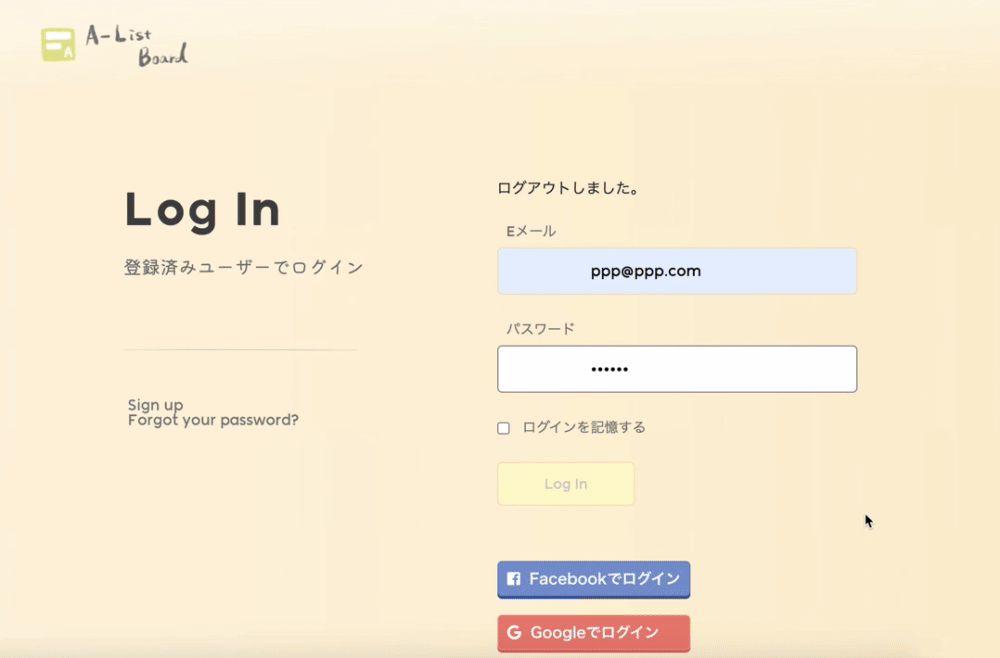 A
A-List
Board
Log In
登録済みユーザーでログイン
Sign up
Forgot your password?
ログアウトしました。
Eメール
ppp@ppp.com
パスワード
••••••
ログインを記憶する
Log In
Facebookでログイン
G Googleでログイン